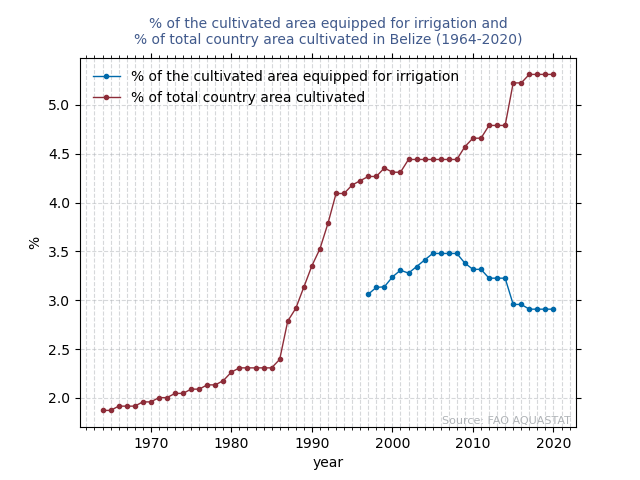 % of the cultivated area equipped for irrigation and
% of total country area cultivated in Belize (1964-2020)
% of the cultivated area equipped for irrigation
% of total country area cultivated
5.0
4.5
4.0
3.5
3.0
2.5
2.0
%
Source: FAO AQUASTAT
1970 1980 1990 2000 2010 2020
year